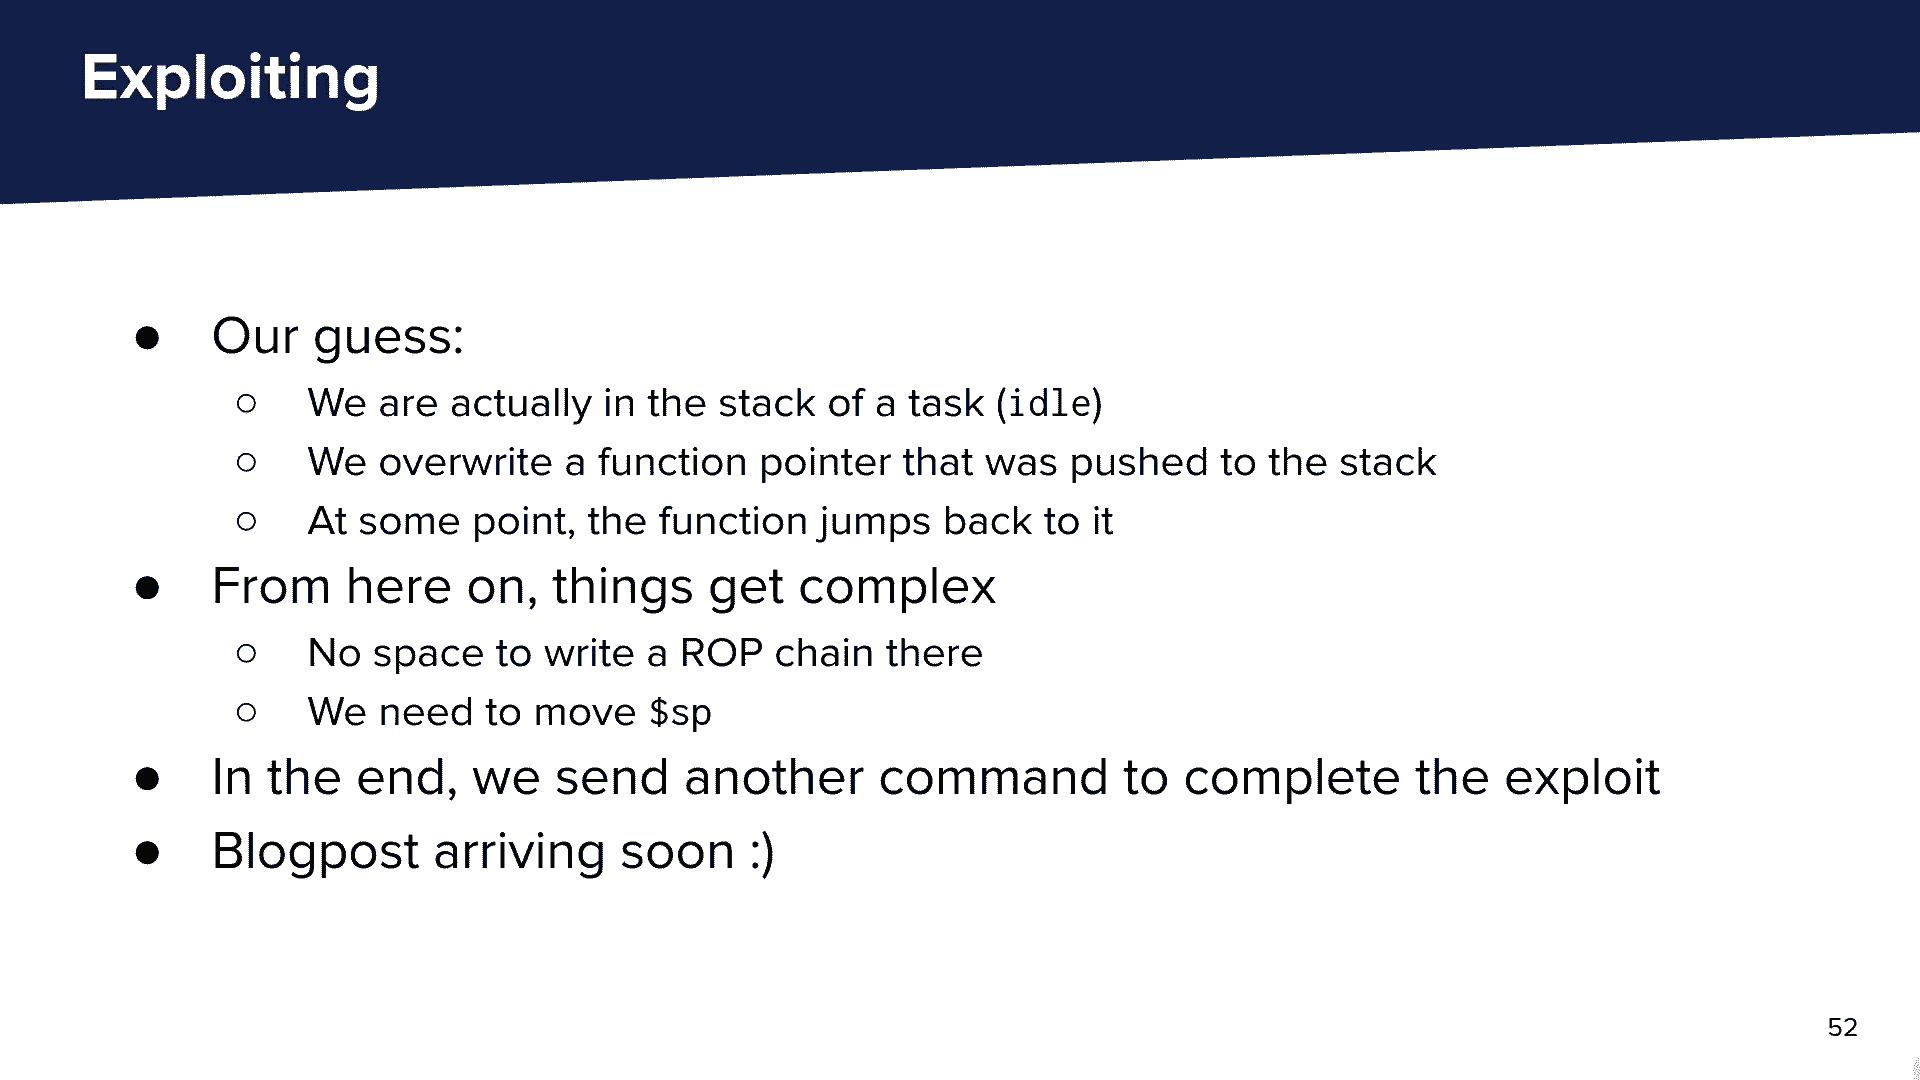 Exploiting
● Our guess:
○ We are actually in the stack of a task (idle)
○ We overwrite a function pointer that was pushed to the stack
○ At some point, the function jumps back to it
● From here on, things get complex
○ No space to write a ROP chain there
○ We need to move $sp
● In the end, we send another command to complete the exploit
● Blogpost arriving soon :)
52